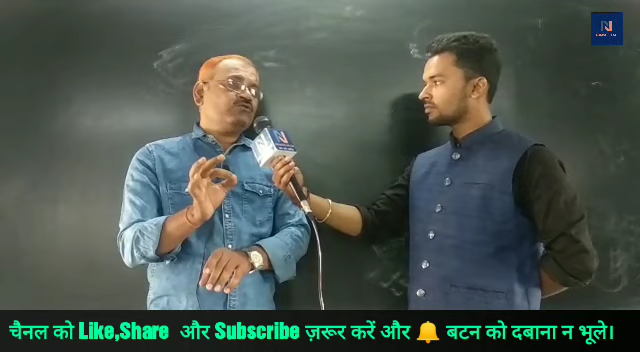 चैनल को Like,Share और Subscribe ज़रूर करें और 🔔 बटन को दबाना न भूले।